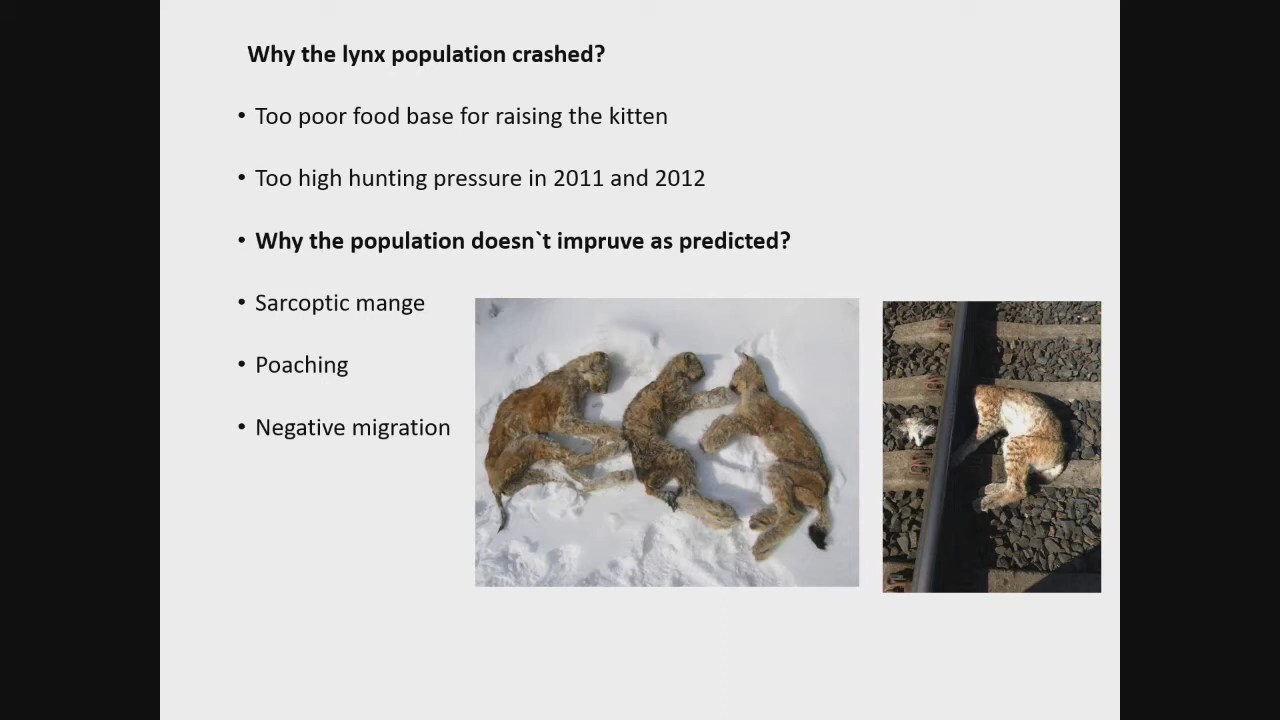 Why the lynx population crashed?
• Too poor food base for raising the kitten
• Too high hunting pressure in 2011 and 2012
• Why the population doesn`t impruve as predicted?
• Sarcoptic mange
• Poaching
• Negative migration